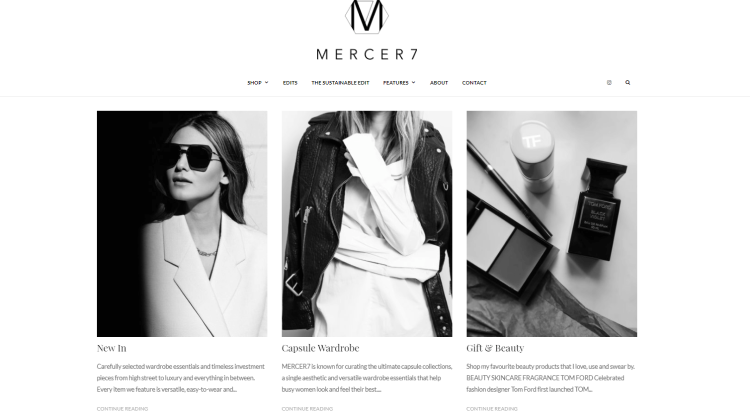 M
MERCER7
SHOP EDITS THE SUSTAINABLE EDIT FEATURES ABOUT CONTACT
TF
TOM FORD
New In
Capsule Wardrobe
Gift & Beauty
Carefully selected wardrobe essentials and timeless investment
pieces from high street to luxury and everything in between.
Every item we feature is versatile, easy-to-wear and...
MERCER7 is known for curating the ultimate capsule collections,
a single aesthetic and versatile wardrobe essentials that help
busy women look and feel their best....
Shop my favourite beauty products that I love, use and swear by.
BEAUTY SKINCARE FRAGRANCE TOM FORD Celebrated
fashion designer Tom Ford first launched TOM...
CONTINUE READING
CONTINUE READING
CONTINUE READING